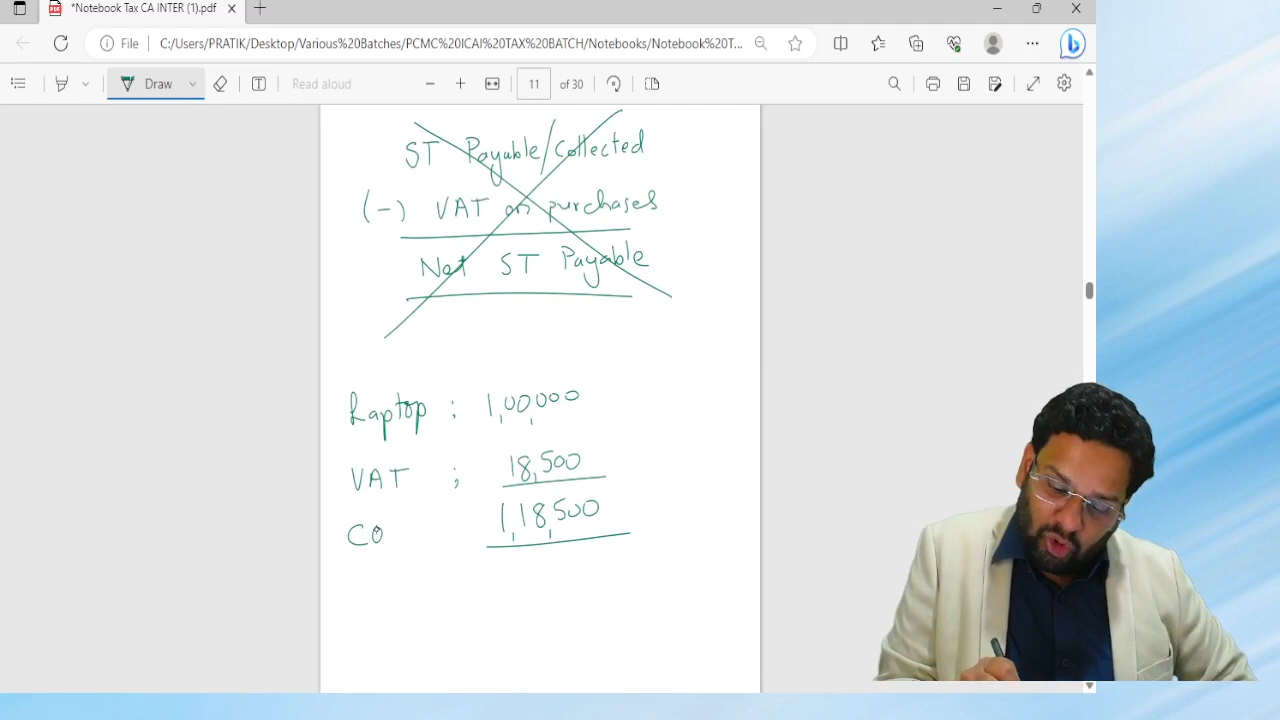 *Notebook Tax CA INTER (1).pdf
File C:/Users/PRATIK/Desktop/Various%20Batches/PCMC%20ICAI%20TAX%20BATCH/Notebooks/Notebook%20T...
Draw Read aloud 11 of 30
ST Payable/Collected
(-) VAT on purchases
Net ST Payable
Laptop : 1,00,000
VAT : 18,500
CO 1,18,500